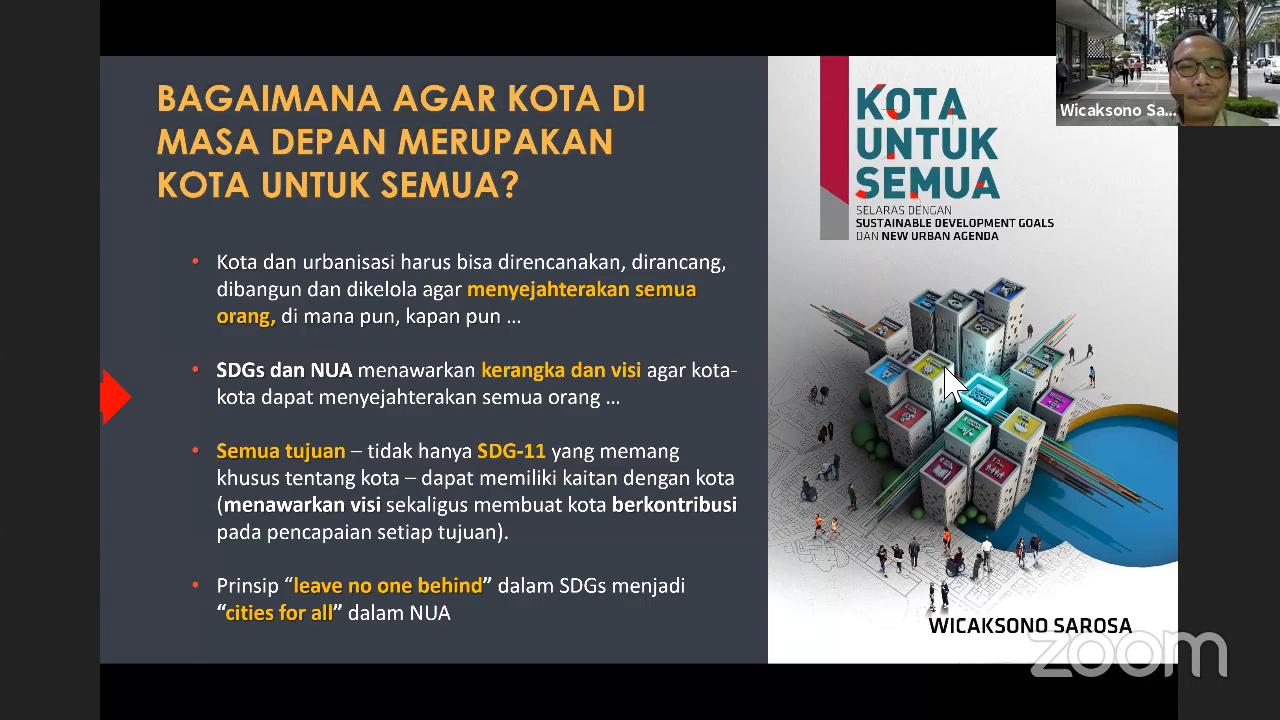 BAGAIMANA AGAR KOTA DI
MASA DEPAN MERUPAKAN
KOTA UNTUK SEMUA?
• Kota dan urbanisasi harus bisa direncanakan, dirancang,
dibangun dan dikelola agar menyejahterakan semua
orang, di mana pun, kapan pun ...
• SDGs dan NUA menawarkan kerangka dan visi agar kota-
kota dapat menyejahterakan semua orang ...
• Semua tujuan – tidak hanya SDG-11 yang memang
khusus tentang kota – dapat memiliki kaitan dengan kota
(menawarkan visi sekaligus membuat kota berkontribusi
pada pencapaian setiap tujuan).
• Prinsip “leave no one behind” dalam SDGs menjadi
“cities for all” dalam NUA
KOTA
UNTUK
SEMUA
SELARAS DENGAN
SUSTAINABLE DEVELOPMENT GOALS
DAN NEW URBAN AGENDA
WICAKSONO SAROSA
Wicaksono Sa...
zoom